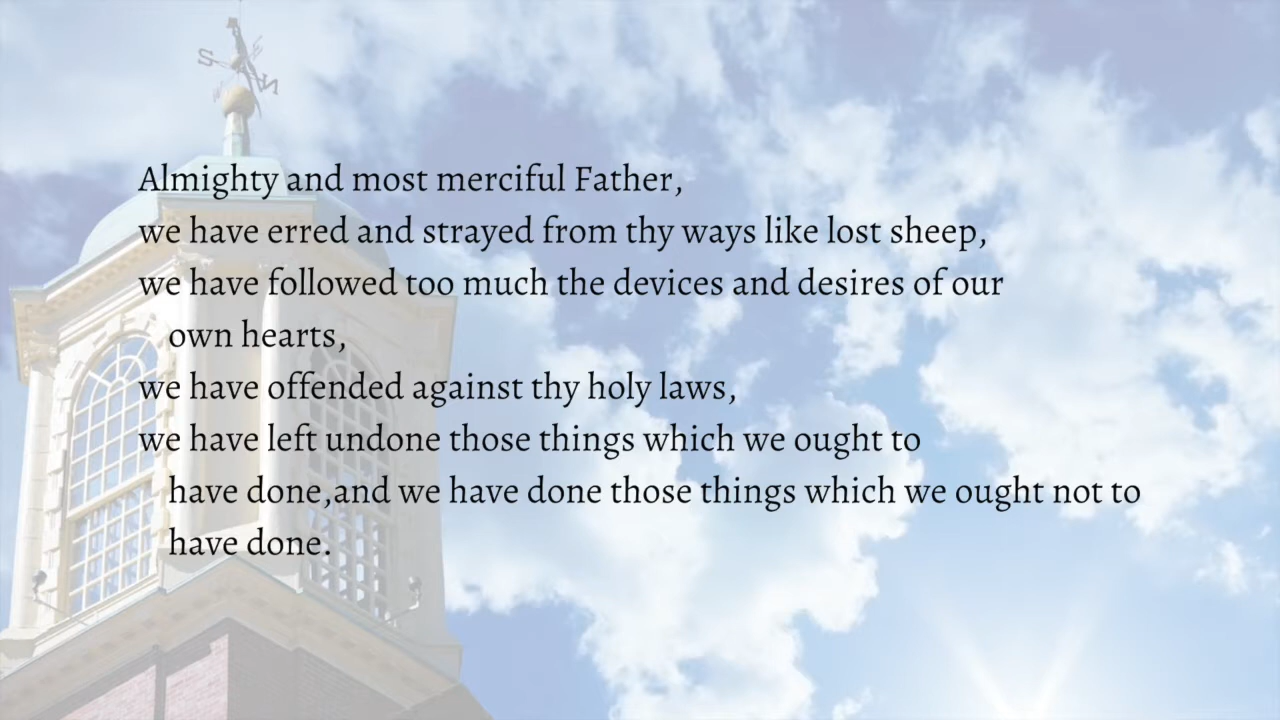 Almighty and most merciful Father,
we have erred and strayed from thy ways like lost sheep,
we have followed too much the devices and desires of our
own hearts,
we have offended against thy holy laws,
we have left undone those things which we ought to
have done,and we have done those things which we ought not to
have done.